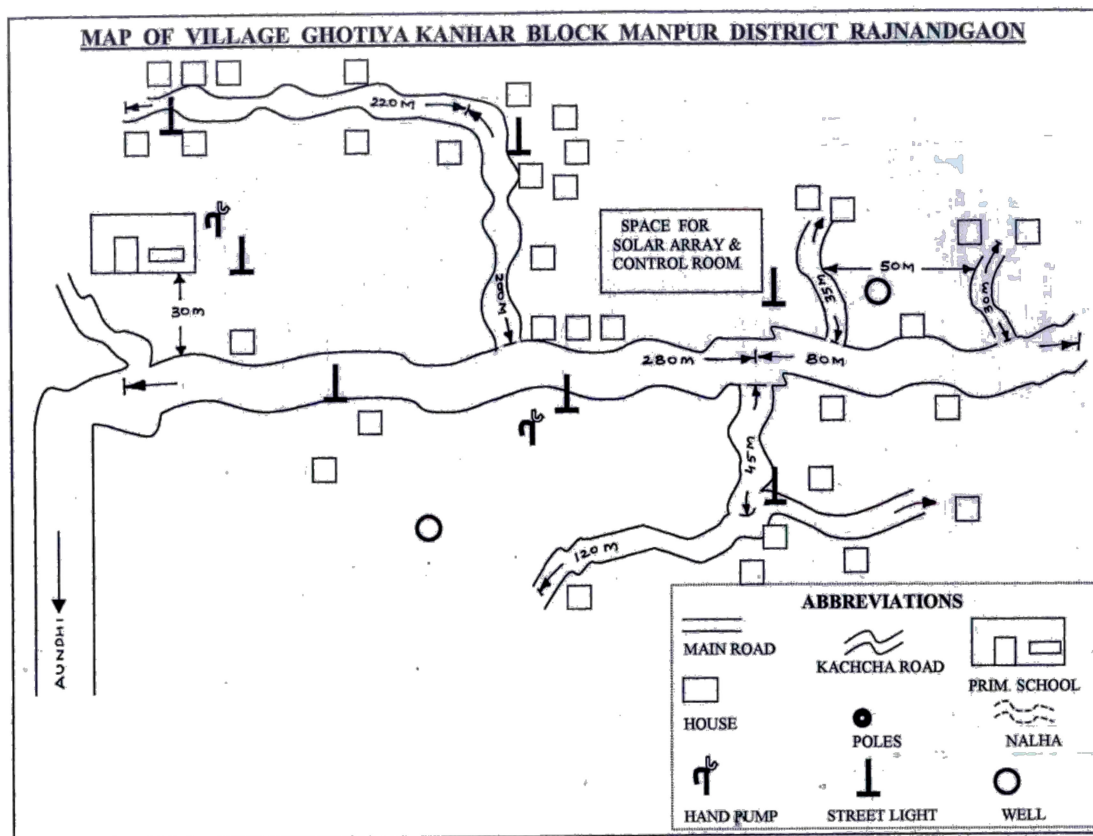 MAP OF VILLAGE GHOTIYA KANHAR BLOCK MANPUR DISTRICT RAJNANDGAON
220M
200M
SPACE FOR
SOLAR ARRAY &
CONTROL ROOM
35M
50M
30M
30M
280M
80M
45M
120M
AUNDHI
ABBREVIATIONS
MAIN ROAD
KACHCHA ROAD
PRIM. SCHOOL
HOUSE
POLES
NALHA
HAND PUMP
STREET LIGHT
WELL